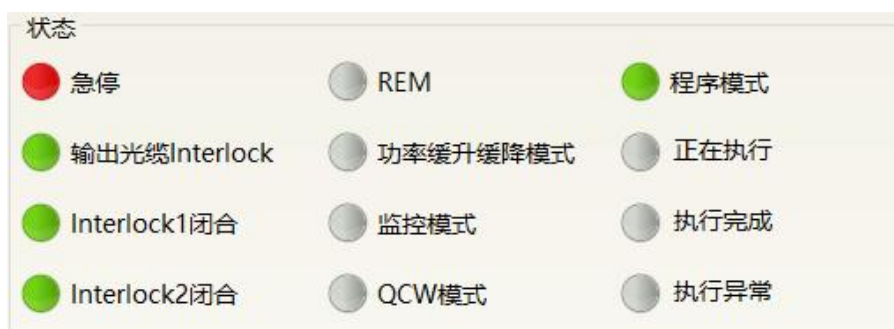 状态
急停 REM 程序模式
输出光缆Interlock 功率缓升缓降模式 正在执行
Interlock1闭合 监控模式 执行完成
Interlock2闭合 QCW模式 执行异常